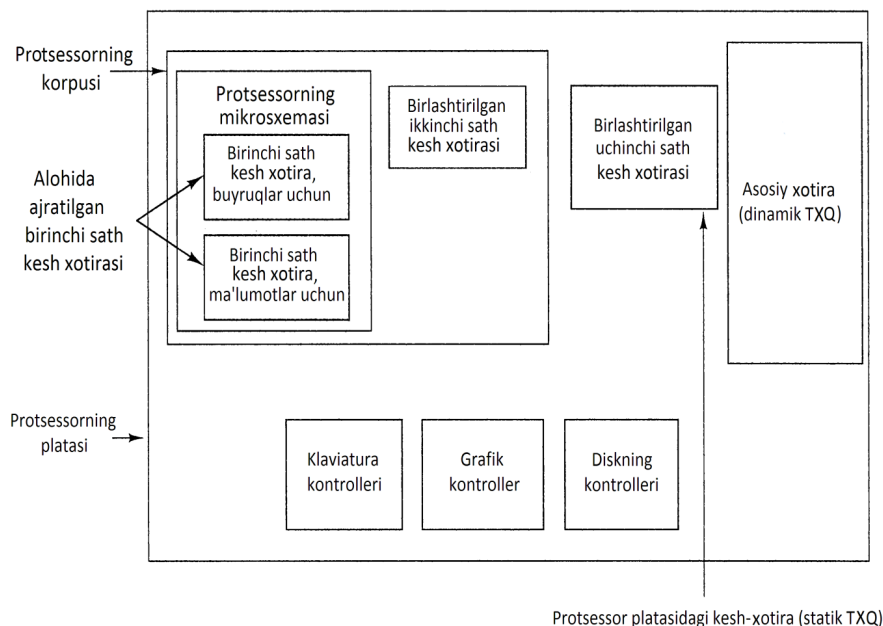 Protsessorning
korpusi
Protsessorning
mikrosxemasi
Birinchi sath
kesh xotira,
buyruqlar uchun
Birinchi sath
kesh xotira,
ma'lumotlar uchun
Birlashtirilgan
ikkinchi sath
kesh xotirasi
Birlashtirilgan
uchinchi sath
kesh xotirasi
Asosiy xotira
(dinamik TXQ)
Alohida
ajratilgan
birinchi sath
kesh xotirasi
Protsessorning
platasi
Klaviatura
kontrolleri
Grafik
kontroller
Diskning
kontrolleri
Protsessor platasidagi kesh-xotira (statik TXQ)